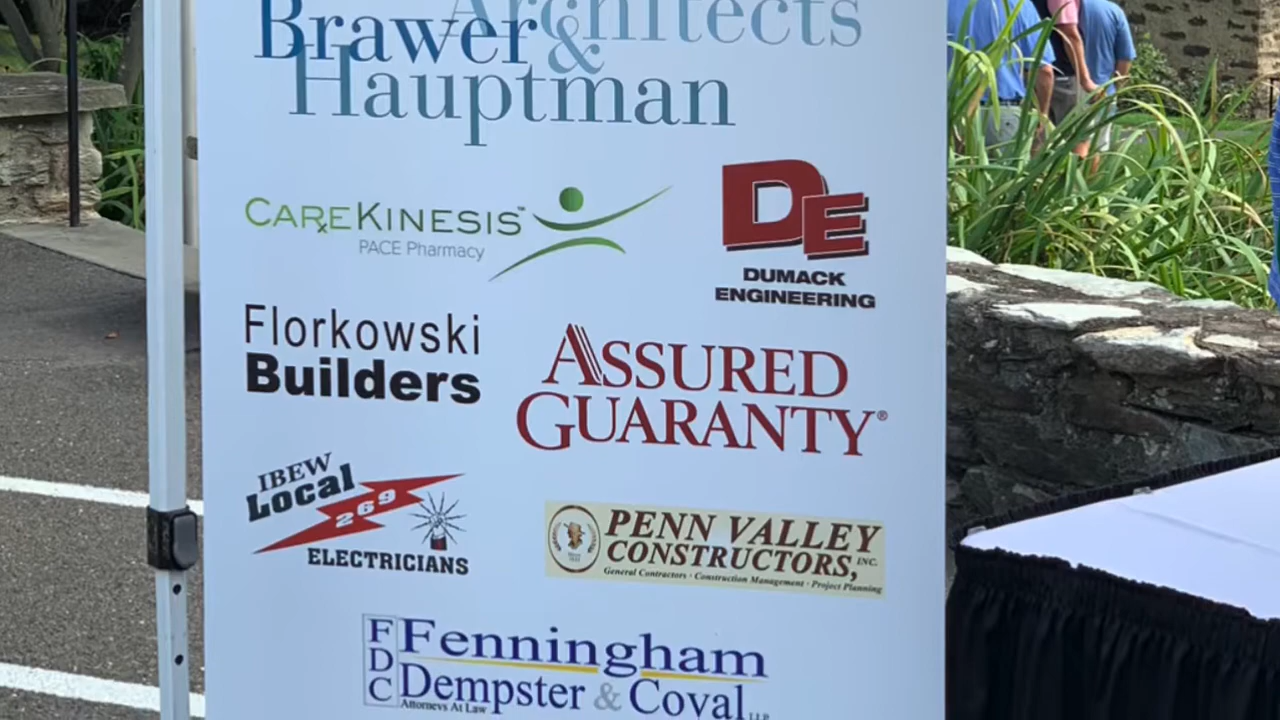 Architects
Brawer &
Hauptman
CARxEKINESIS™
PACE Pharmacy
DE
DUMACK
ENGINEERING
Florkowski
Builders
ASSURED
GUARANTY®
IBEW
Local
269
ELECTRICIANS
PENN VALLEY
CONSTRUCTORS, INC.
General Contractors · Construction Management · Project Planning
FDC
Fenningham
Dempster & Coval LLP
Attorneys At Law